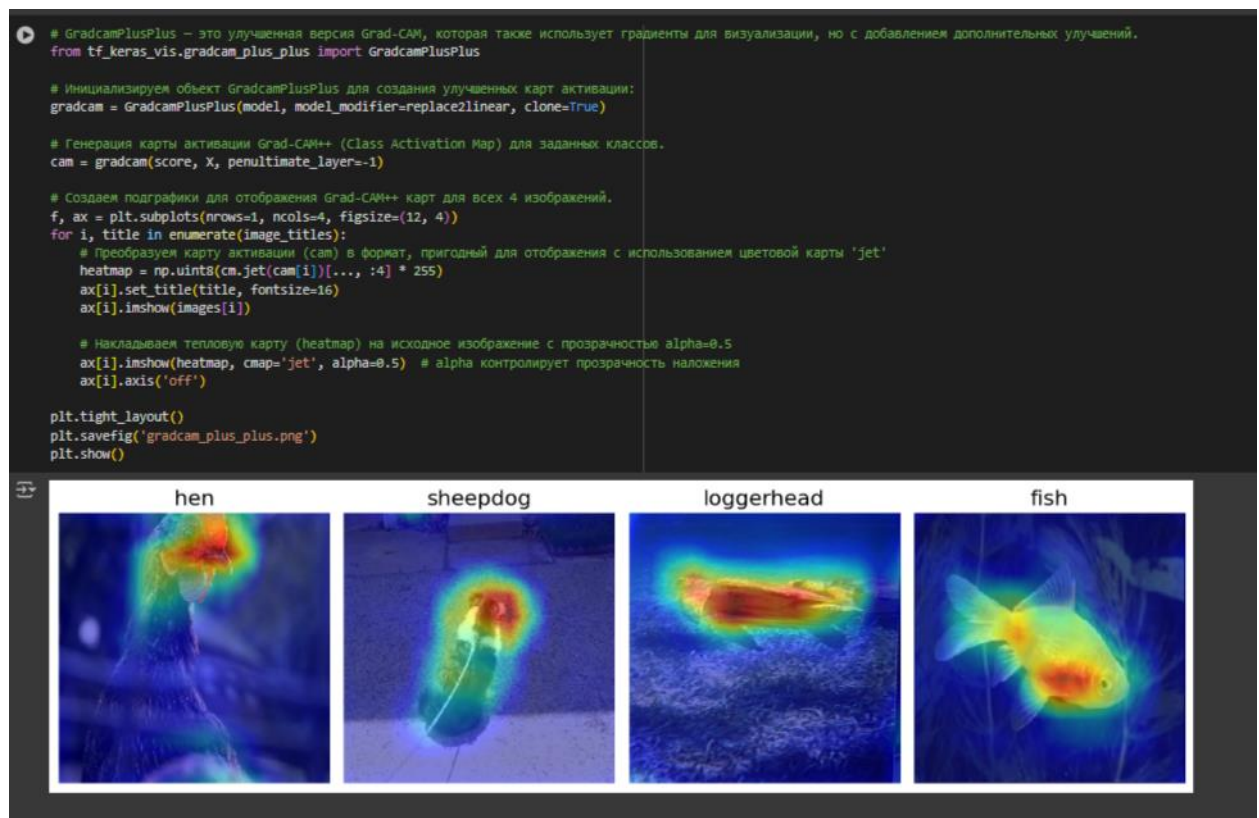 # GradcamPlusPlus — это улучшенная версия Grad-CAM, которая также использует градиенты для визуализации, но с добавлением дополнительных улучшений.
from tf_keras_vis.gradcam_plus_plus import GradcamPlusPlus
# Инициализируем объект GradcamPlusPlus для создания улучшенных карт активации:
gradcam = GradcamPlusPlus(model, model_modifier=replace2linear, clone=True)
# Генерация карты активации Grad-CAM++ (Class Activation Map) для заданных классов.
cam = gradcam(score, X, penultimate_layer=-1)
# Создаем подграфики для отображения Grad-CAM++ карт для всех 4 изображений.
f, ax = plt.subplots(nrows=1, ncols=4, figsize=(12, 4))
for i, title in enumerate(image_titles):
# Преобразуем карту активации (cam) в формат, пригодный для отображения с использованием цветовой карты 'jet'
heatmap = np.uint8(cm.jet(cam[i])[..., :4] * 255)
ax[i].set_title(title, fontsize=16)
ax[i].imshow(images[i])
# Накладываем тепловую карту (heatmap) на исходное изображение с прозрачностью alpha=0.5
ax[i].imshow(heatmap, cmap='jet', alpha=0.5)  # alpha контролирует прозрачность наложения
ax[i].axis('off')
plt.tight_layout()
plt.savefig('gradcam_plus_plus.png')
plt.show()
hen sheepdog loggerhead fish